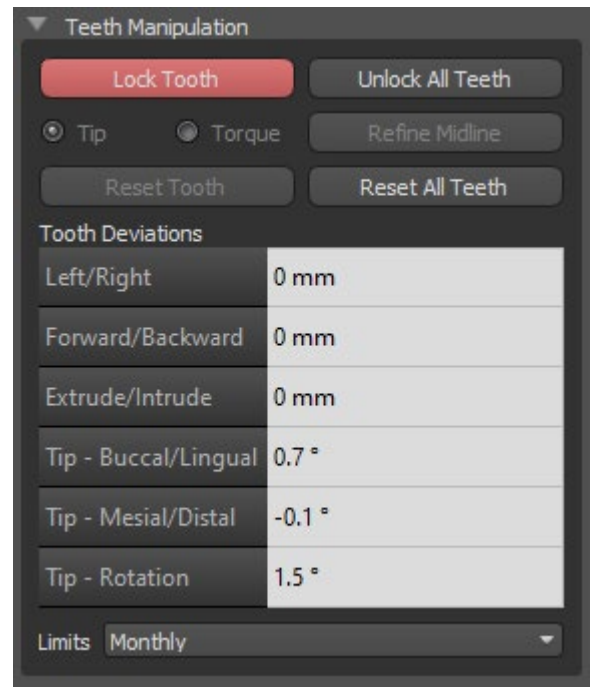 Teeth Manipulation
Lock Tooth Unlock All Teeth
Tip Torque Refine Midline
Reset Tooth Reset All Teeth
Tooth Deviations
Left/Right 0 mm
Forward/Backward 0 mm
Extrude/Intrude 0 mm
Tip - Buccal/Lingual 0.7 °
Tip - Mesial/Distal -0.1 °
Tip - Rotation 1.5 °
Limits Monthly